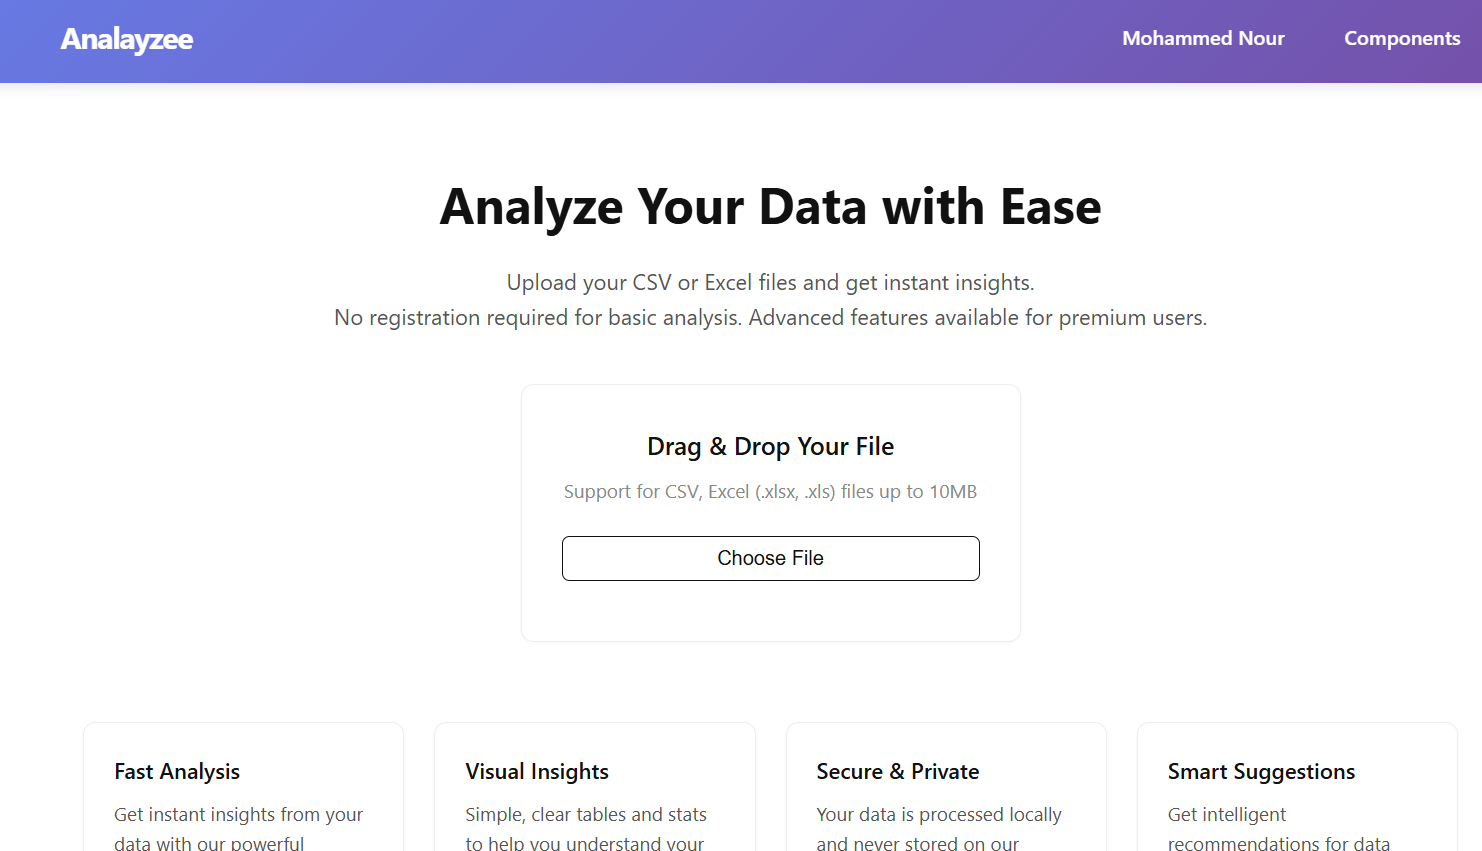 Analayzee
Mohammed Nour
Components
Analyze Your Data with Ease
Upload your CSV or Excel files and get instant insights.
No registration required for basic analysis. Advanced features available for premium users.
Drag & Drop Your File
Support for CSV, Excel (.xlsx, .xls) files up to 10MB
Choose File
Fast Analysis
Get instant insights from your
data with our powerful
Visual Insights
Simple, clear tables and stats
to help you understand your
Secure & Private
Your data is processed locally
and never stored on our
Smart Suggestions
Get intelligent
recommendations for data